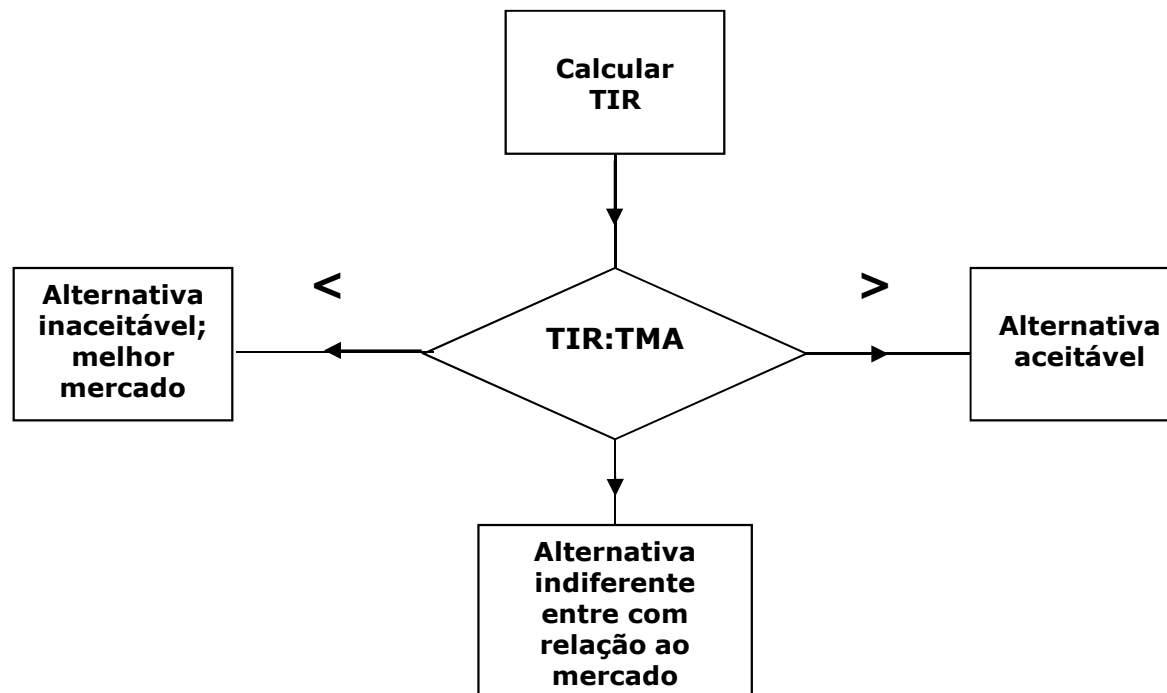 Calcular
TIR
<
>
Alternativa
inaceitável;
melhor
mercado
TIR:TMA
Alternativa
aceitável
Alternativa
indiferente
entre com
relação ao
mercado